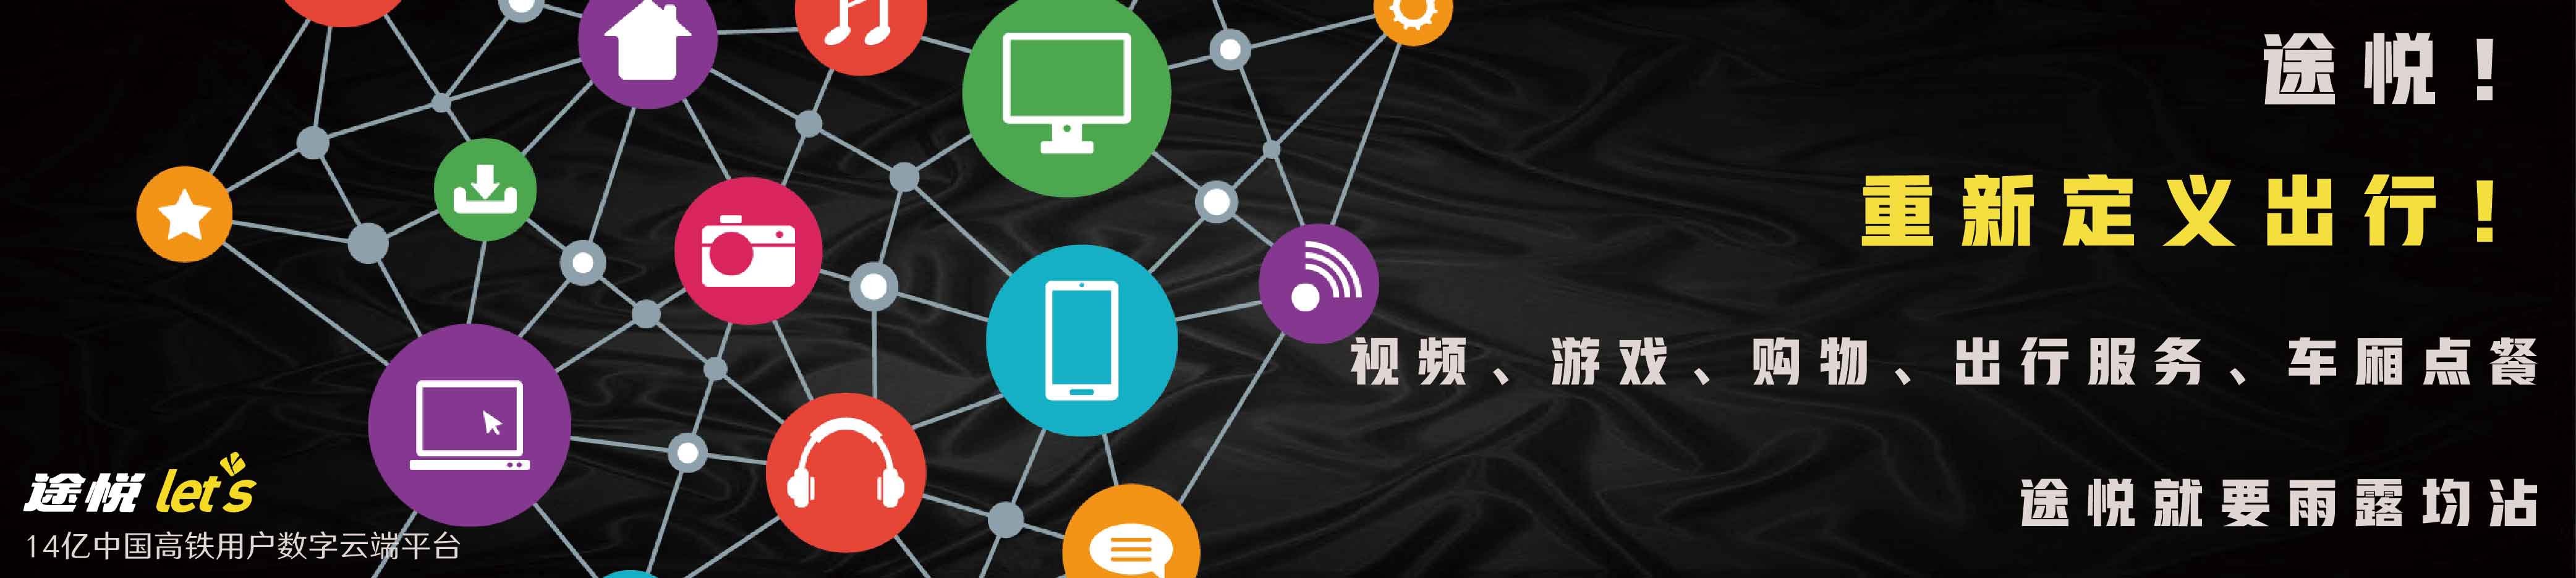 途悦！
重新定义出行！
视频、游戏、购物、出行服务、车厢点餐
途悦就要雨露均沾
途悦 let's
14亿中国高铁用户数字云端平台